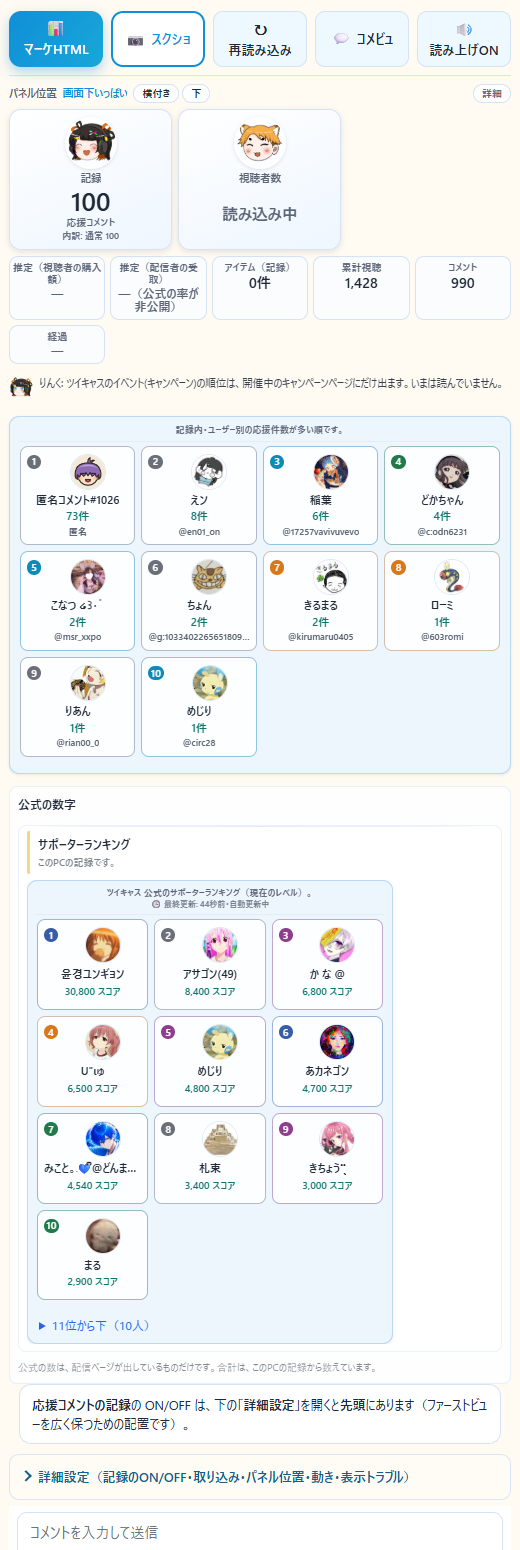 マーケHTML
スクショ
再読み込み
コメビュ
読み上げON
パネル位置 画面下いっぱい 横付き 下 詳細
記録
100
応援コメント
内訳: 通常 100
視聴者数
読み込み中
推定（視聴者の購入額）
—
推定（配信者の受取）
—（公式の率が非公開）
アイテム（記録）
0件
累計視聴
1,428
コメント
990
経過
—
りんく: ツイキャスのイベント(キャンペーン)の順位は、開催中のキャンペーンページにだけ出ます。いまは読んでいません。
記録内・ユーザー別の応援件数が多い順です。
1
匿名コメント#1026
73件
匿名
2
えソ
8件
@en01_on
3
稲葉
6件
@17257vavivuvevo
4
どかちゃん
4件
@c:odn6231
5
こなつ
2件
@msr_xxpo
6
ちょん
2件
@g:1033402265651809...
7
きるまる
2件
@kirumaru0405
8
ローミ
1件
@603romi
9
りあん
1件
@rian00_0
10
めじり
1件
@circ28
公式の数字
サポーターランキング
このPCの記録です。
ツイキャス 公式のサポーターランキング（現在のレベル）。
最終更新: 44秒前・自動更新中
1
윤경ユンギョン
30,800 スコア
2
アサゴン(49)
8,400 スコア
3
か な @
6,800 スコア
4
6,500 スコア
5
めじり
4,800 スコア
6
あカネゴン
4,700 スコア
7
みこと。💙@どんま...
4,540 スコア
8
札束
3,400 スコア
9
きちょう
3,000 スコア
10
まる
2,900 スコア
▶ 11位から下（10人）
公式の数は、配信ページが出しているものだけです。合計は、このPCの記録から数えています。
応援コメントの記録の ON/OFF は、下の「詳細設定」を開くと先頭にあります（ファーストビューを広く保つための配置です）。
詳細設定（記録のON/OFF・取り込み・パネル位置・動き・表示トラブル）
コメントを入力して送信